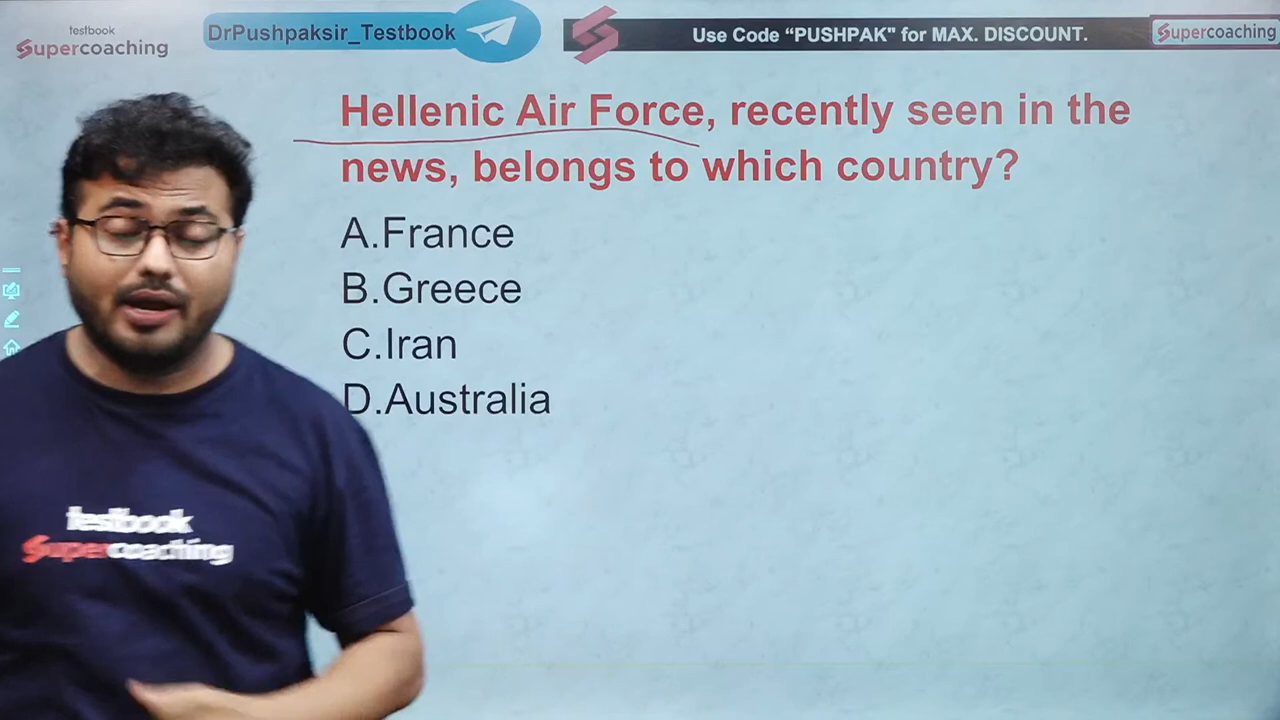 testbook
Supercoaching
DrPushpaksir_Testbook
Use Code “PUSHPAK" for MAX. DISCOUNT.
Supercoaching
Hellenic Air Force, recently seen in the
news, belongs to which country?
A.France
B.Greece
C.Iran
D.Australia
testbook
Supercoaching